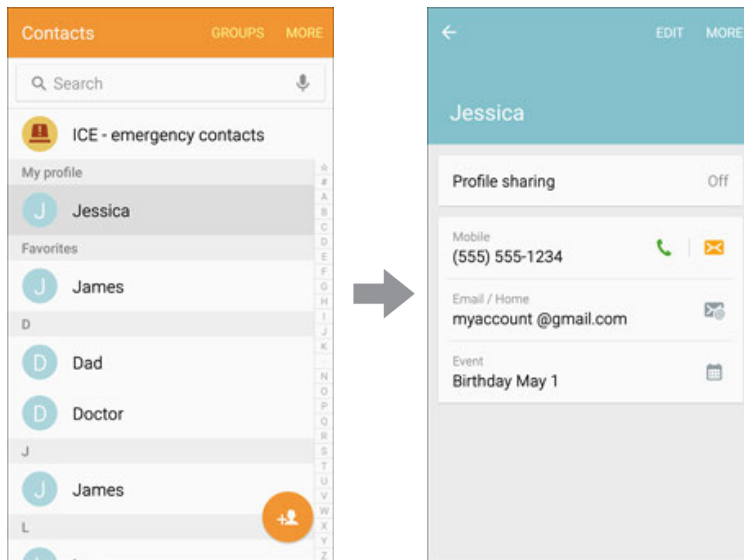 Contacts GROUPS MORE
Search
ICE - emergency contacts
My profile
J Jessica
Favorites
J James
D
D Dad
D Doctor
J
J James
L
#
A
B
C
D
E
F
G
H
I
J
K
N
O
P
Q
R
S
T
U
V
W
X
Y
Z
EDIT MORE
Jessica
Profile sharing Off
Mobile
(555) 555-1234
Email / Home
myaccount @gmail.com
Event
Birthday May 1